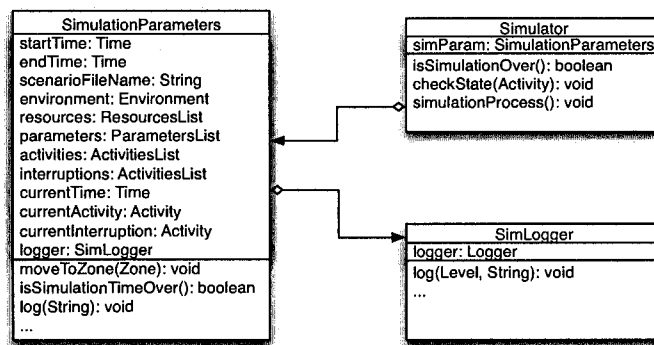 SimulationParameters
startTime: Time
endTime: Time
scenarioFileName: String
environment: Environment
resources: ResourcesList
parameters: ParametersList
activities: ActivitiesList
interruptions: ActivitiesList
currentTime: Time
currentActivity: Activity
currentInterruption: Activity
logger: SimLogger
moveToZone(Zone): void
isSimulationTimeOver(): boolean
log(String): void
...
Simulator
simParam: SimulationParameters
isSimulationOver(): boolean
checkState(Activity): void
simulationProcess(): void
SimLogger
logger: Logger
log(Level, String): void
...